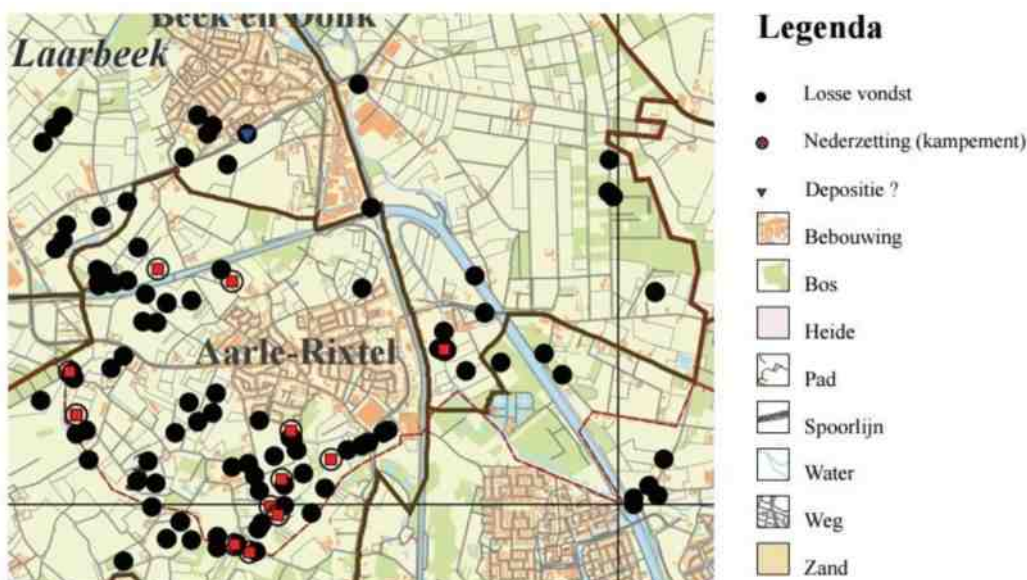 Beek en Donk
Laarbeek
Aarle-Rixtel
Legenda
Losse vondst
Nederzetting (kampement)
Depositie ?
Bebouwing
Bos
Heide
Pad
Spoorlijn
Water
Weg
Zand